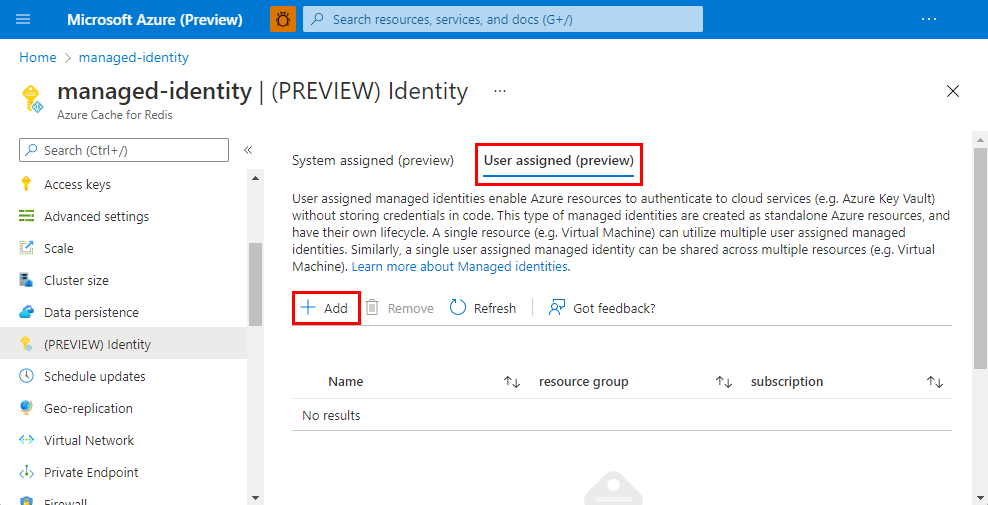 Microsoft Azure (Preview)
Search resources, services, and docs (G+/)
Home > managed-identity
managed-identity | (PREVIEW) Identity
Azure Cache for Redis
Search (Ctrl+/)
Access keys
Advanced settings
Scale
Cluster size
Data persistence
(PREVIEW) Identity
Schedule updates
Geo-replication
Virtual Network
Private Endpoint
Firewall
System assigned (preview) User assigned (preview)
User assigned managed identities enable Azure resources to authenticate to cloud services (e.g. Azure Key Vault)
without storing credentials in code. This type of managed identities are created as standalone Azure resources, and
have their own lifecycle. A single resource (e.g. Virtual Machine) can utilize multiple user assigned managed
identities. Similarly, a single user assigned managed identity can be shared across multiple resources (e.g. Virtual
Machine). Learn more about Managed identities.
Add Remove Refresh Got feedback?
Name resource group subscription
No results